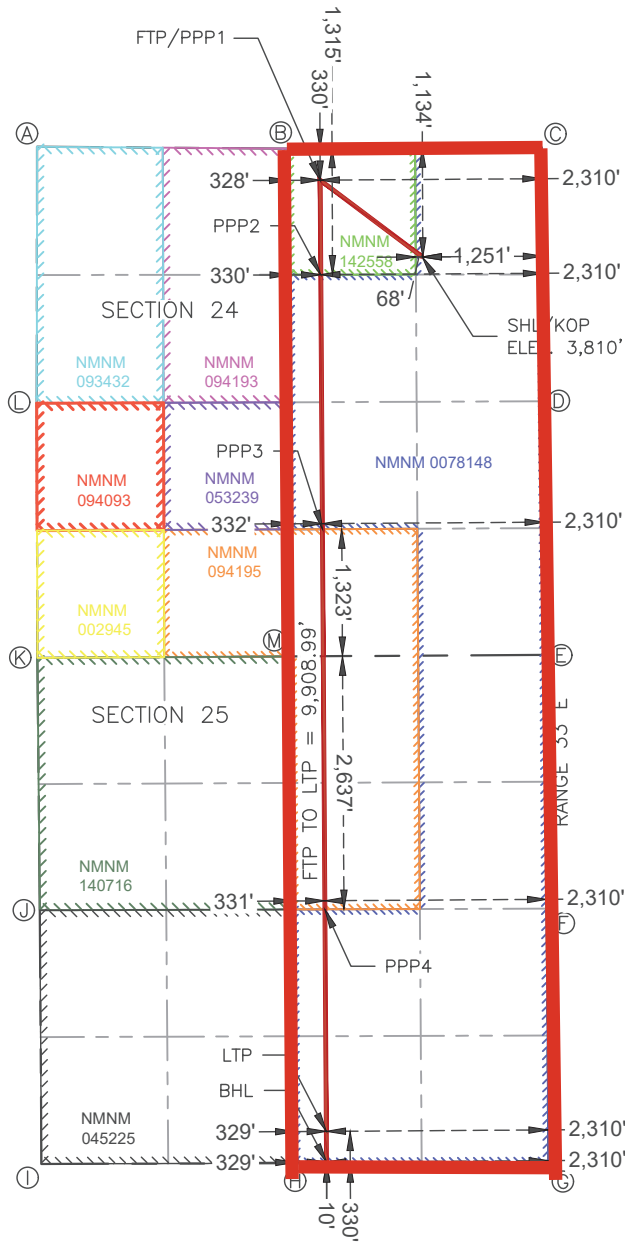 FTP/PPP1
1,315'
330'
1,134'
A
B
C
328'
2,310'
PPP2
NMNM
142558
1,251'
330'
2,310'
68'
SECTION 24
SHL/KOP
ELEV. 3,810'
NMNM
093432
NMNM
094193
L
D
PPP3
NMNM 0078148
NMNM
094093
NMNM
053239
332'
2,310'
NMNM
094195
1,323'
NMNM
002945
M
K
E
SECTION 25
FTP TO LTP = 9,908.99'
2,637'
RANGE 33 E
NMNM
140716
331'
2,310'
J
F
PPP4
LTP
BHL
NMNM
045225
329'
2,310'
329'
2,310'
I
H
G
10'
330'